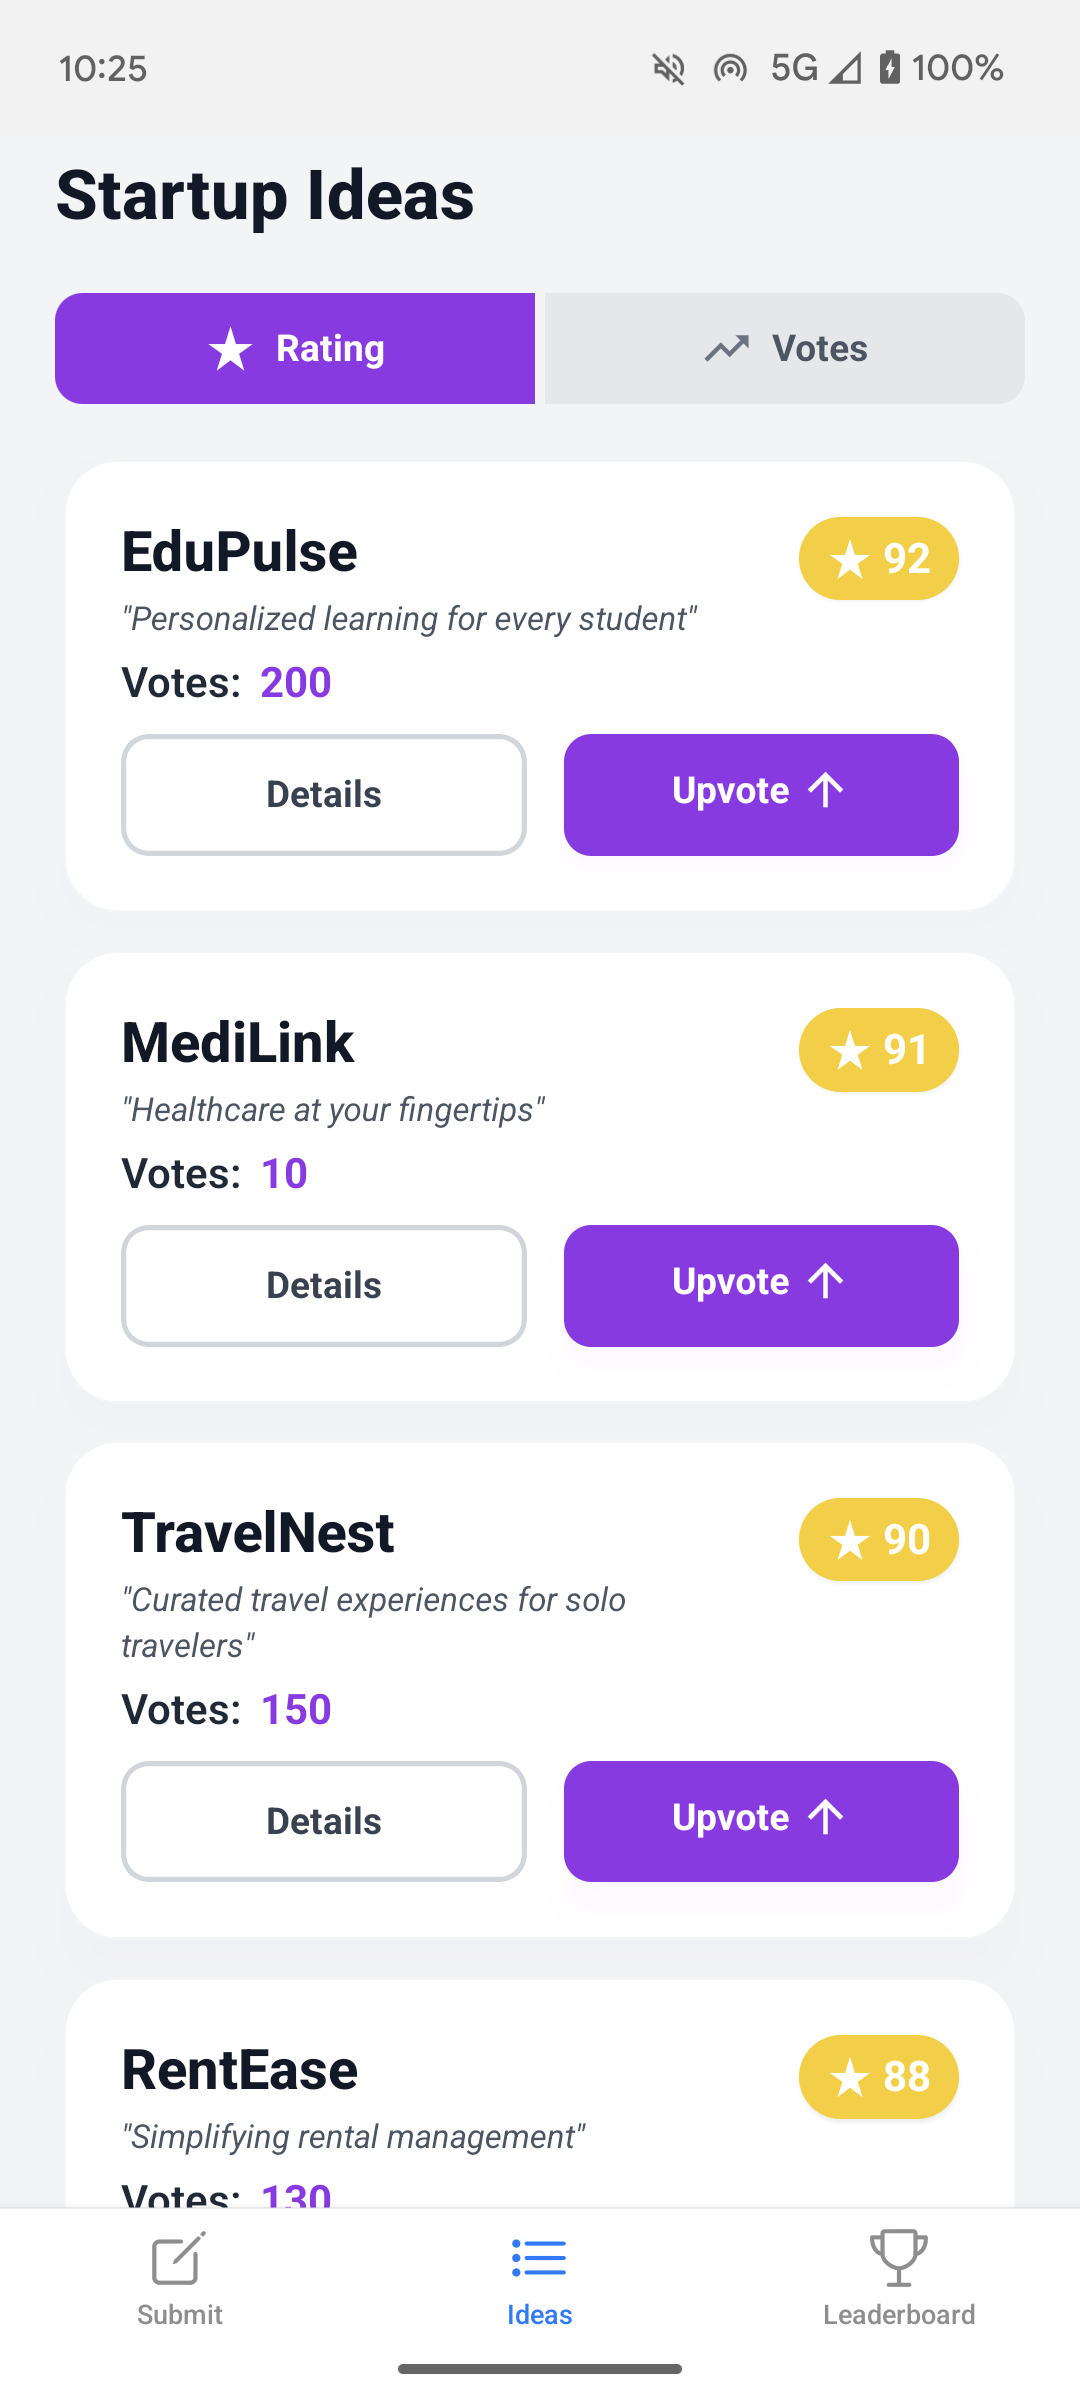 10:25
5G
100%
Startup Ideas
Rating
Votes
EduPulse
92
"Personalized learning for every student"
Votes: 200
Details
Upvote
MediLink
91
"Healthcare at your fingertips"
Votes: 10
Details
Upvote
TravelNest
90
"Curated travel experiences for solo
travelers"
Votes: 150
Details
Upvote
RentEase
88
"Simplifying rental management"
Votes: 130
Submit
Ideas
Leaderboard